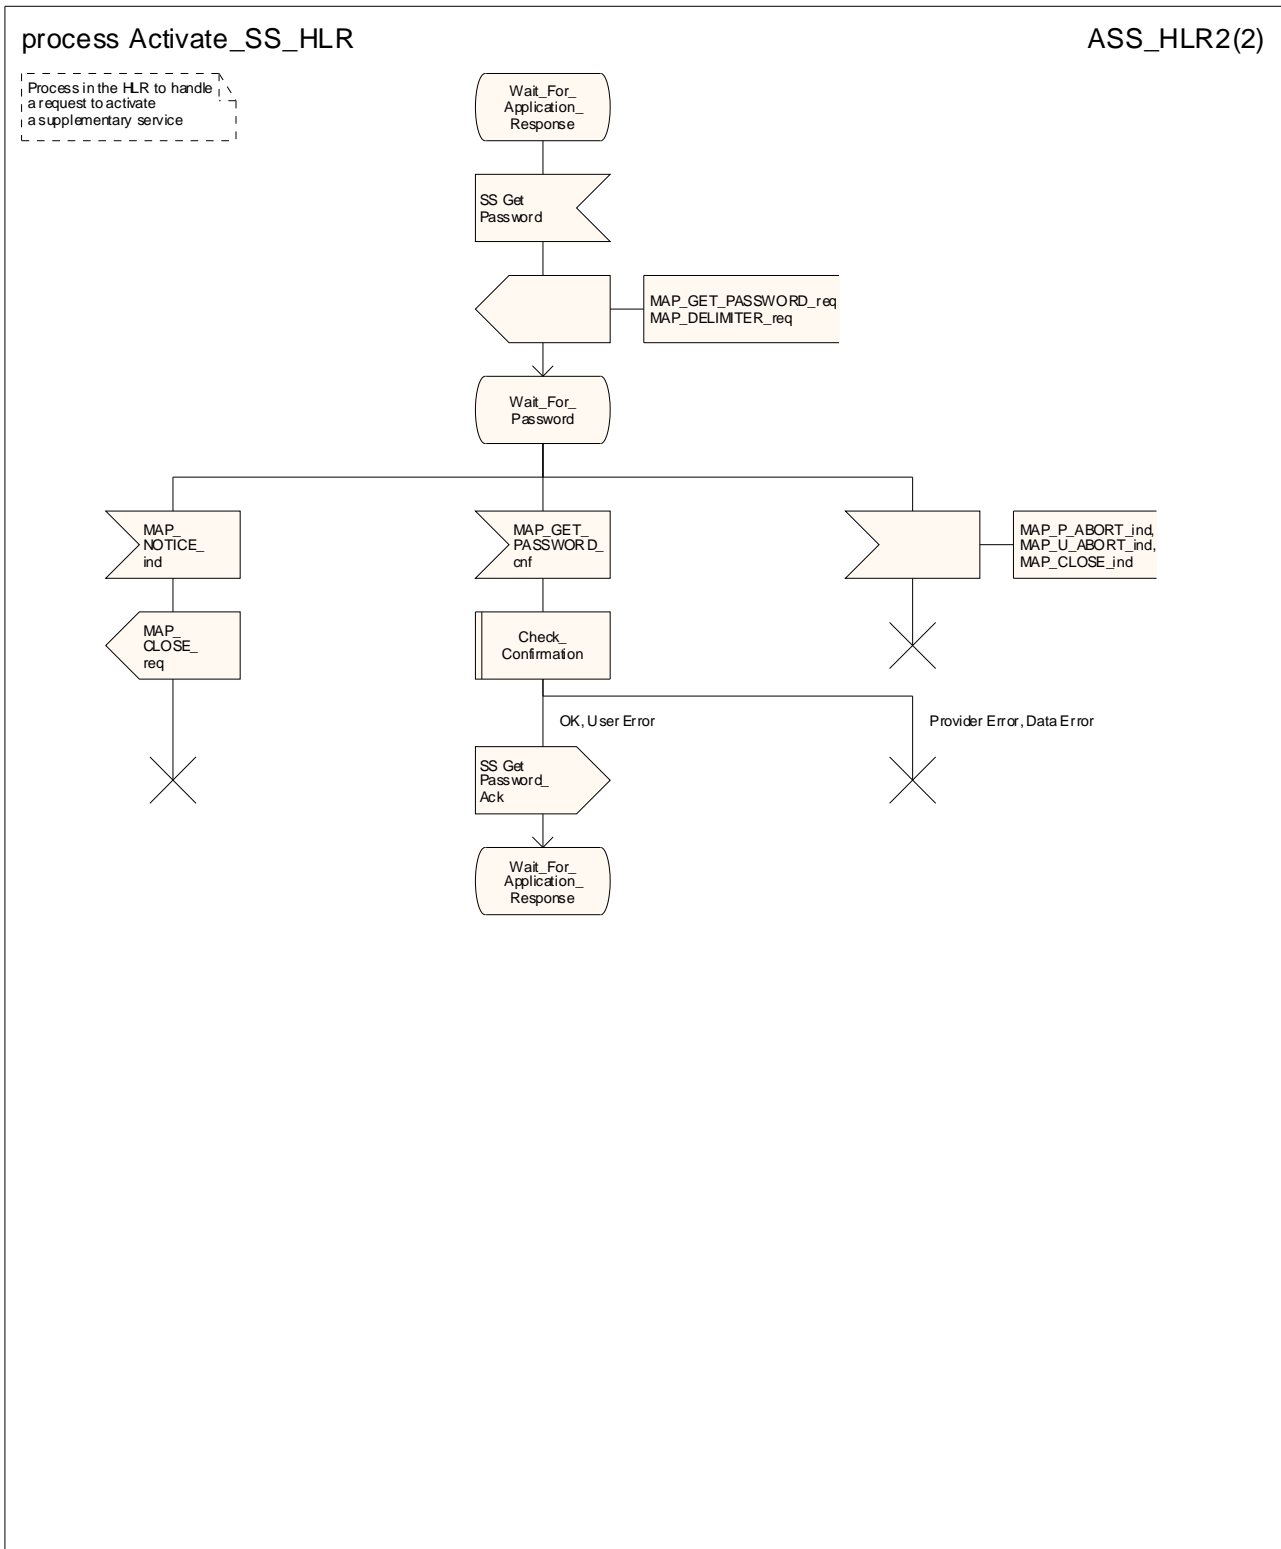 process Activate_SS_HLR
ASS_HLR2(2)
Process in the HLR to handle
a request to activate
a supplementary service
Wait_For_
Application_
Response
SS Get
Password
MAP_GET_PASSWORD_req
MAP_DELIMITER_req
Wait_For_
Password
MAP_
NOTICE_
ind
MAP_GET_
PASSWORD_
cnf
MAP_P_ABORT_ind,
MAP_U_ABORT_ind,
MAP_CLOSE_ind
MAP_
CLOSE_
req
Check_
Confirmation
OK, User Error
Provider Error, Data Error
SS Get
Password_
Ack
Wait_For_
Application_
Response